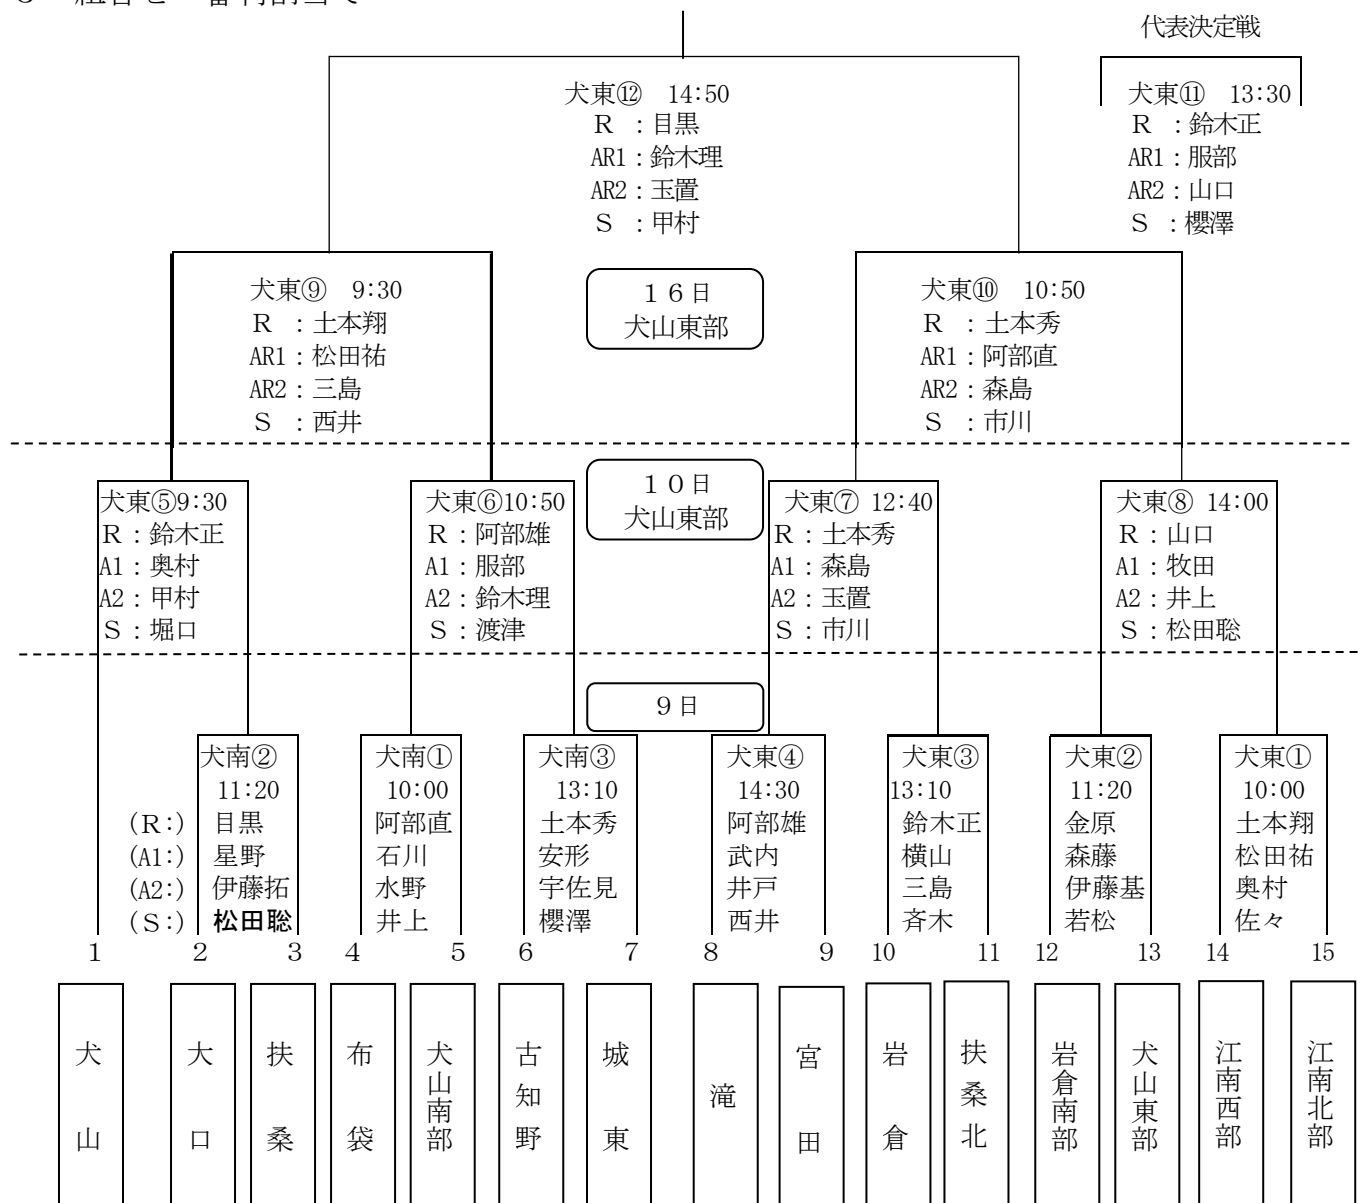 代表決定戦
犬東⑫ 14:50
R ：目黒
AR1：鈴木理
AR2：玉置
S ：甲村
犬東⑪ 13:30
R ：鈴木正
AR1：服部
AR2：山口
S ：櫻澤
犬東⑨ 9:30
R ：土本翔
AR1：松田祐
AR2：三島
S ：西井
１６日
犬山東部
犬東⑩ 10:50
R ：土本秀
AR1：阿部直
AR2：森島
S ：市川
１０日
犬山東部
犬東⑤9:30
R：鈴木正
A1：奥村
A2：甲村
S：堀口
犬東⑥10:50
R：阿部雄
A1：服部
A2：鈴木理
S：渡津
犬東⑦ 12:40
R：土本秀
A1：森島
A2：玉置
S：市川
犬東⑧ 14:00
R：山口
A1：牧田
A2：井上
S：松田聡
９日
(R:)
(A1:)
(A2:)
(S:)
犬南②
11:20
目黒
星野
伊藤拓
松田聡
犬南①
10:00
阿部直
石川
水野
井上
犬南③
13:10
土本秀
安形
宇佐見
櫻澤
犬東④
14:30
阿部雄
武内
井戸
西井
犬東③
13:10
鈴木正
横山
三島
斉木
犬東②
11:20
金原
森藤
伊藤基
若松
犬東①
10:00
土本翔
松田祐
奥村
佐々
1 2 3 4 5 6 7 8 9 10 11 12 13 14 15
犬山
大口
扶桑
布袋
犬山南部
古知野
城東
滝
宮田
岩倉
扶桑北
岩倉南部
犬山東部
江南西部
江南北部